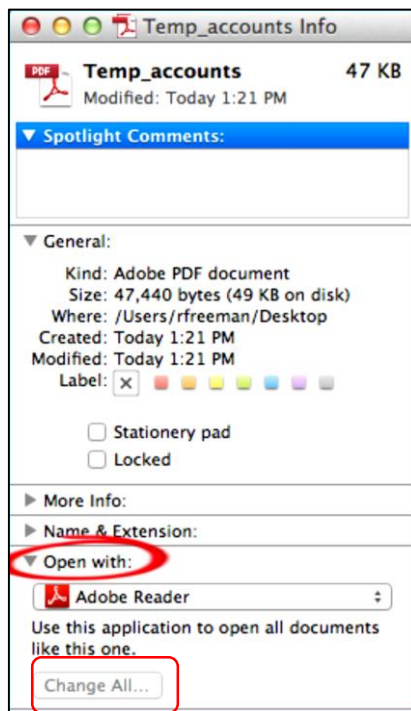 Temp_accounts Info
PDF
Temp_accounts 47 KB
Modified: Today 1:21 PM
Spotlight Comments:
General:
Kind: Adobe PDF document
Size: 47,440 bytes (49 KB on disk)
Where: /Users/rfreeman/Desktop
Created: Today 1:21 PM
Modified: Today 1:21 PM
Label:
Stationery pad
Locked
More Info:
Name & Extension:
Open with:
Adobe Reader
Use this application to open all documents
like this one.
Change All...